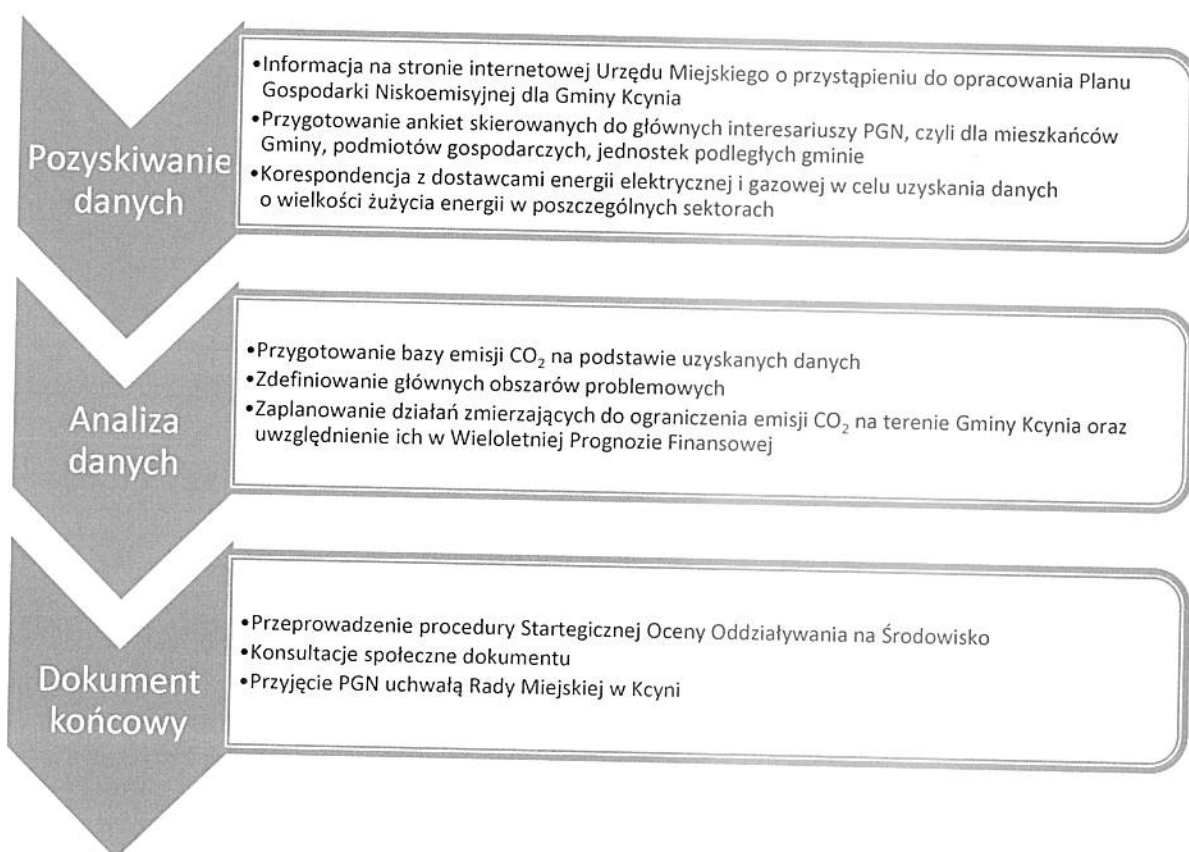 Pozyskiwanie
danych
•Informacja na stronie internetowej Urzędu Miejskiego o przystąpieniu do opracowania Planu
Gospodarki Niskoemisyjnej dla Gminy Kcynia
•Przygotowanie ankiet skierowanych do głównych interesariuszy PGN, czyli dla mieszkańców
Gminy, podmiotów gospodarczych, jednostek podległych gminie
•Korespondencja z dostawcami energii elektrycznej i gazowej w celu uzyskania danych
o wielkości żużycia energii w poszczególnych sektorach
Analiza
danych
•Przygotowanie bazy emisji CO₂ na podstawie uzyskanych danych
•Zdefiniowanie głównych obszarów problemowych
•Zaplanowanie działań zmierzających do ograniczenia emisji CO₂ na terenie Gminy Kcynia oraz
uwzględnienie ich w Wieloletniej Prognozie Finansowej
Dokument
końcowy
•Przeprowadzenie procedury Startegicznej Oceny Oddziaływania na Środowisko
•Konsultacje społeczne dokumentu
•Przyjęcie PGN uchwałą Rady Miejskiej w Kcyni